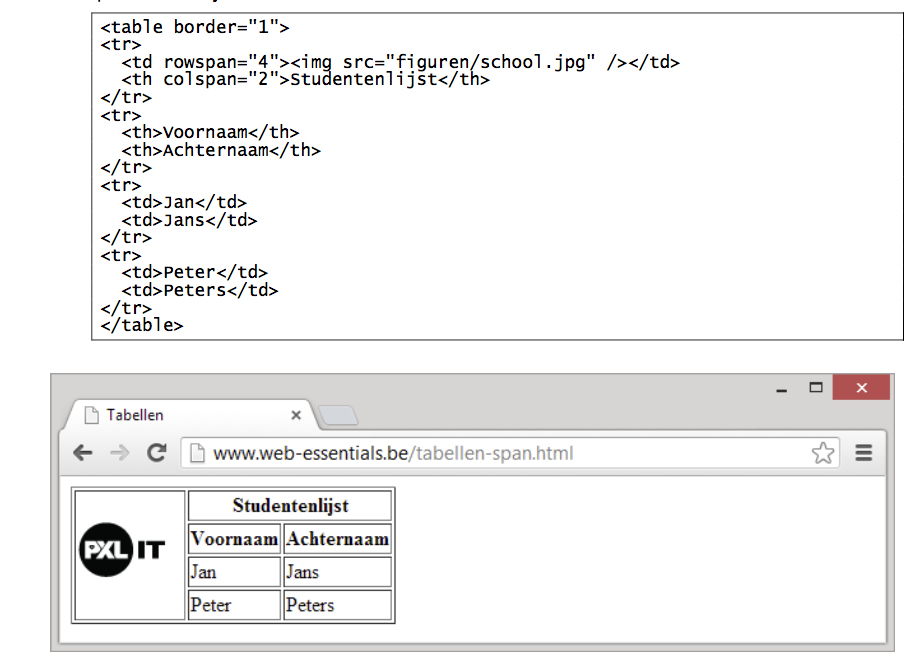 <table border="1">
<tr>
  <td rowspan="4"><img src="figuren/school.jpg" /></td>
  <th colspan="2">Studentenlijst</th>
</tr>
<tr>
  <th>Voornaam</th>
  <th>Achternaam</th>
</tr>
<tr>
  <td>Jan</td>
  <td>Jans</td>
</tr>
<tr>
  <td>Peter</td>
  <td>Peters</td>
</tr>
</table>
Tabellen
www.web-essentials.be/tabellen-span.html
PXL IT
Studentenlijst
Voornaam Achternaam
Jan Jans
Peter Peters